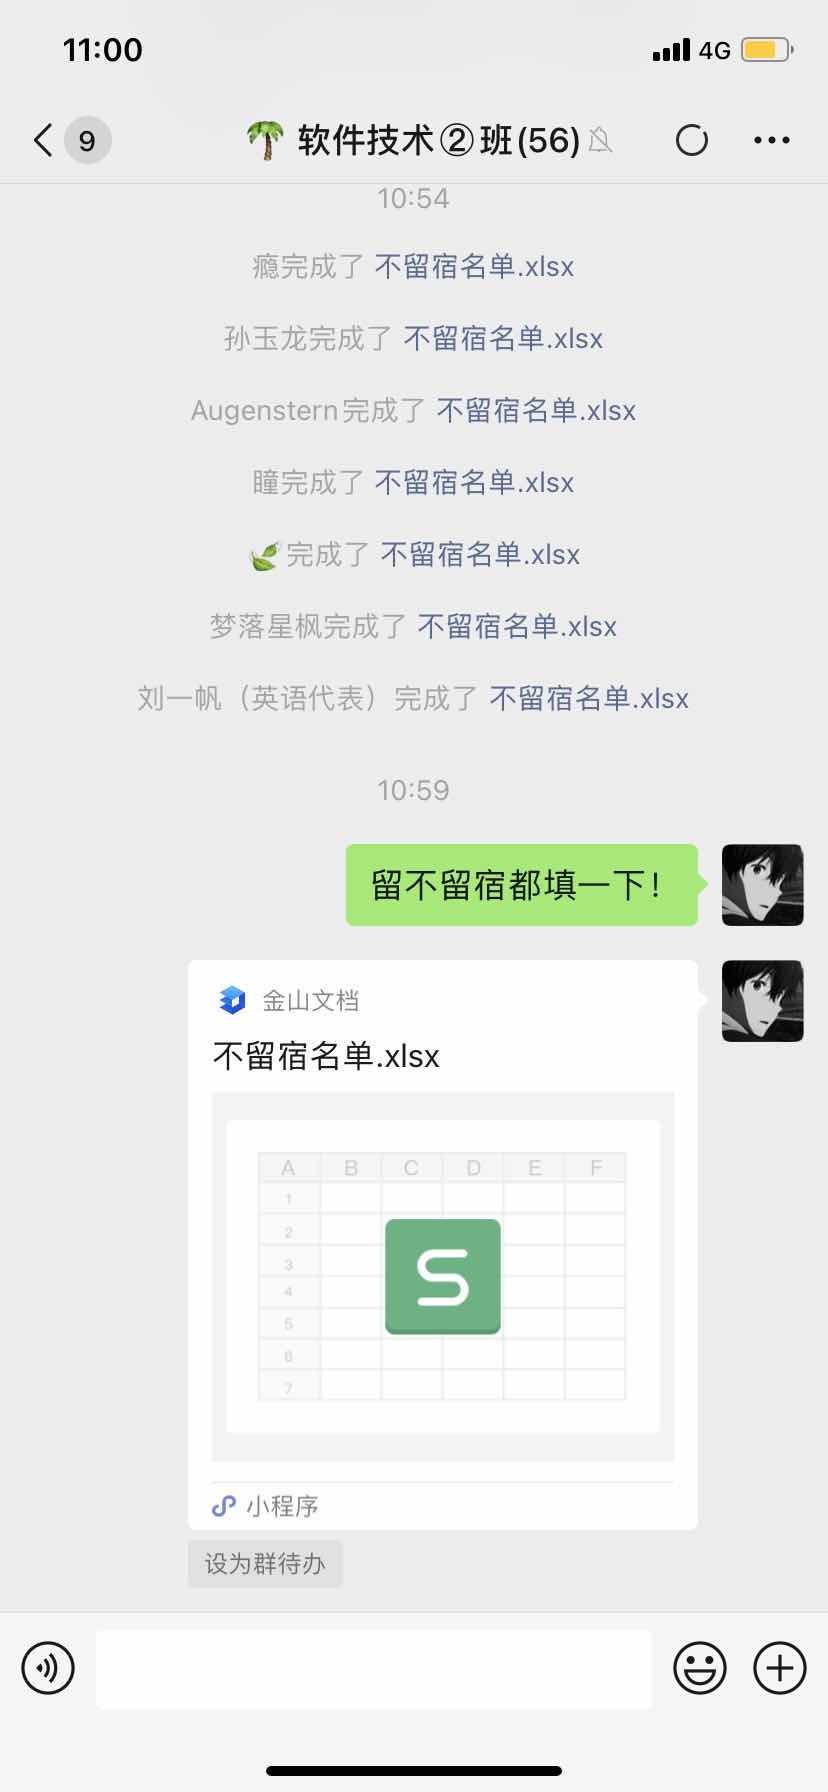 11:00
4G
9
🌴 软件技术②班(56)
10:54
瘾完成了 不留宿名单.xlsx
孙玉龙完成了 不留宿名单.xlsx
Augenstern完成了 不留宿名单.xlsx
瞳完成了 不留宿名单.xlsx
🍃完成了 不留宿名单.xlsx
梦落星枫完成了 不留宿名单.xlsx
刘一帆（英语代表）完成了 不留宿名单.xlsx
10:59
留不留宿都填一下！
金山文档
不留宿名单.xlsx
A B C D E F
1
2
3
4
5
6
7
S
小程序
设为群待办